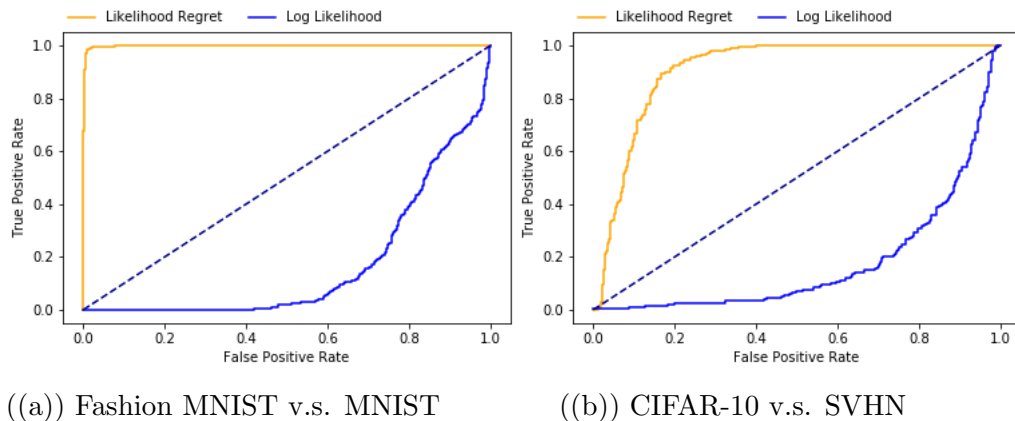 Likelihood Regret Log Likelihood
1.0
0.8
0.6
0.4
0.2
0.0
True Positive Rate
0.0 0.2 0.4 0.6 0.8 1.0
False Positive Rate
((a)) Fashion MNIST v.s. MNIST
Likelihood Regret Log Likelihood
1.0
0.8
0.6
0.4
0.2
0.0
True Positive Rate
0.0 0.2 0.4 0.6 0.8 1.0
False Positive Rate
((b)) CIFAR-10 v.s. SVHN